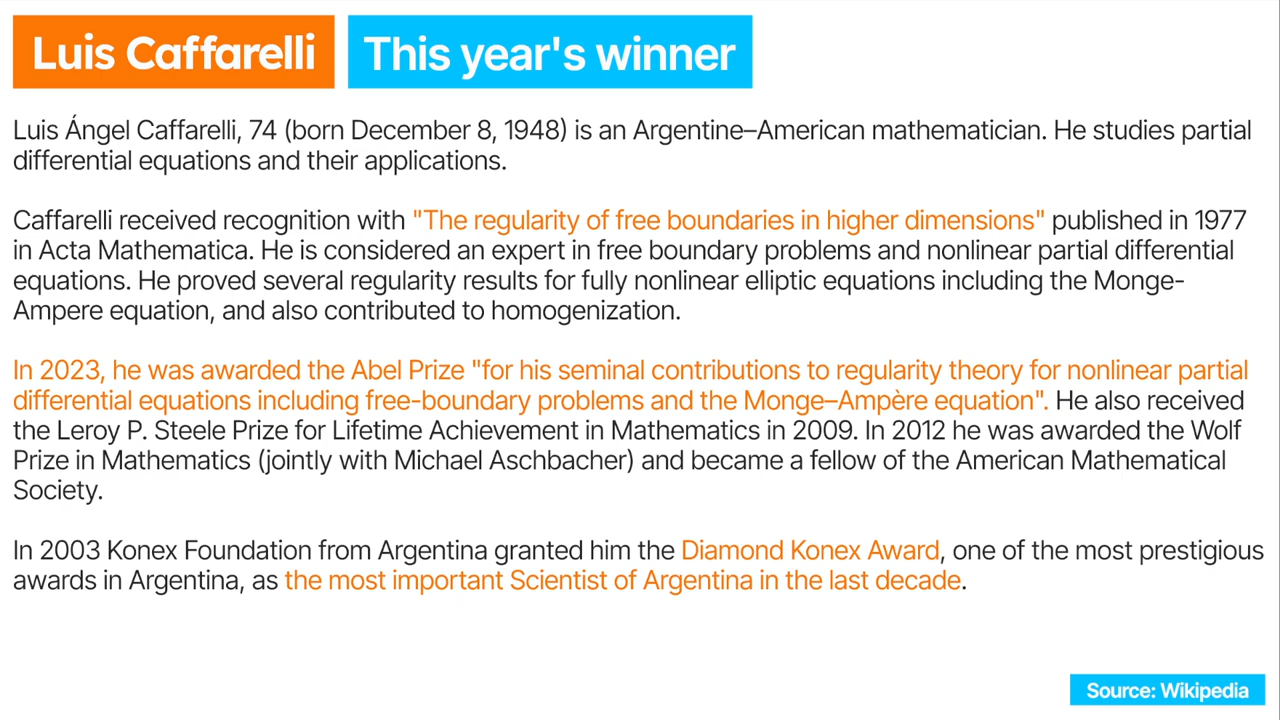 Luis Caffarelli This year's winner
Luis Ángel Caffarelli, 74 (born December 8, 1948) is an Argentine–American mathematician. He studies partial
differential equations and their applications.
Caffarelli received recognition with "The regularity of free boundaries in higher dimensions" published in 1977
in Acta Mathematica. He is considered an expert in free boundary problems and nonlinear partial differential
equations. He proved several regularity results for fully nonlinear elliptic equations including the Monge-
Ampere equation, and also contributed to homogenization.
In 2023, he was awarded the Abel Prize "for his seminal contributions to regularity theory for nonlinear partial
differential equations including free-boundary problems and the Monge–Ampère equation". He also received
the Leroy P. Steele Prize for Lifetime Achievement in Mathematics in 2009. In 2012 he was awarded the Wolf
Prize in Mathematics (jointly with Michael Aschbacher) and became a fellow of the American Mathematical
Society.
In 2003 Konex Foundation from Argentina granted him the Diamond Konex Award, one of the most prestigious
awards in Argentina, as the most important Scientist of Argentina in the last decade.
Source: Wikipedia